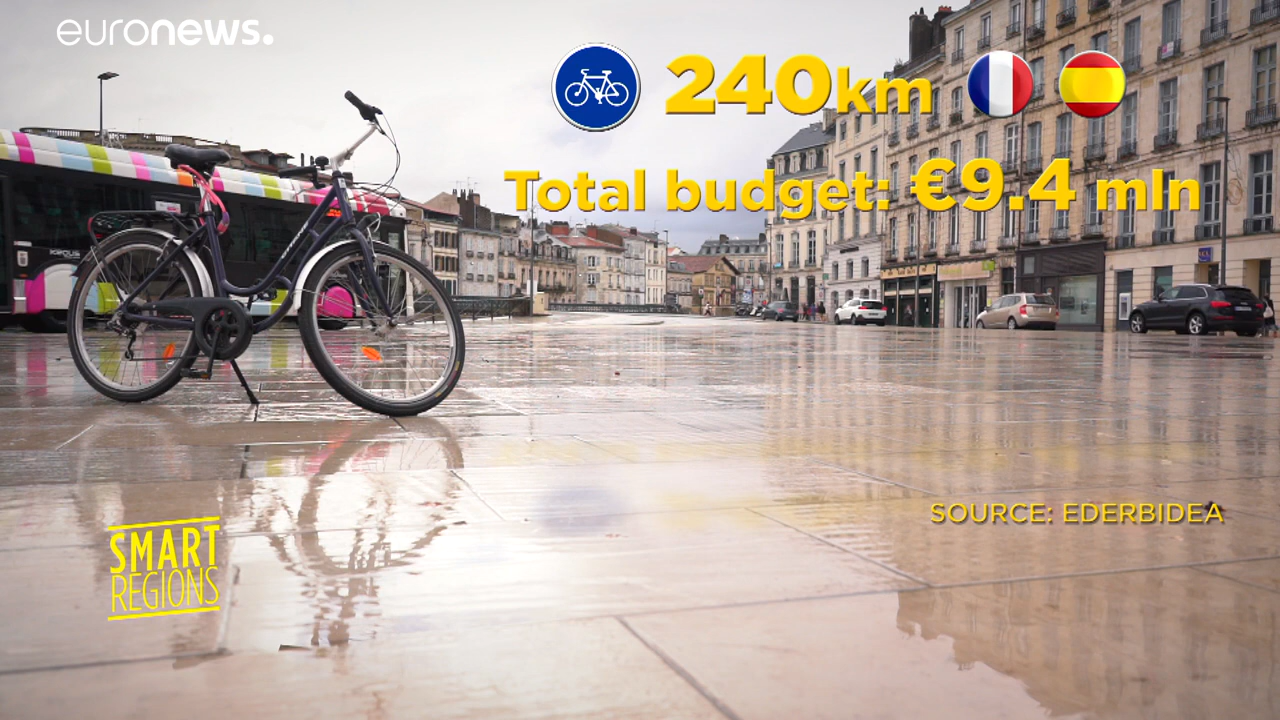 euronews.
240km
Total budget: €9.4 mln
SOURCE: EDERBIDEA
SMART
REGIONS